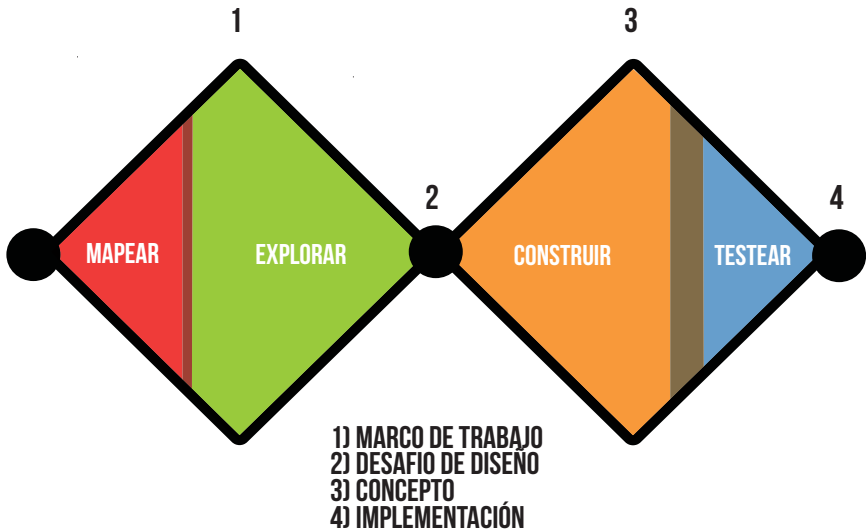 1
3
2
4
MAPEAR
EXPLORAR
CONSTRUIR
TESTEAR
1) MARCO DE TRABAJO
2) DESAFIO DE DISEÑO
3) CONCEPTO
4) IMPLEMENTACIÓN